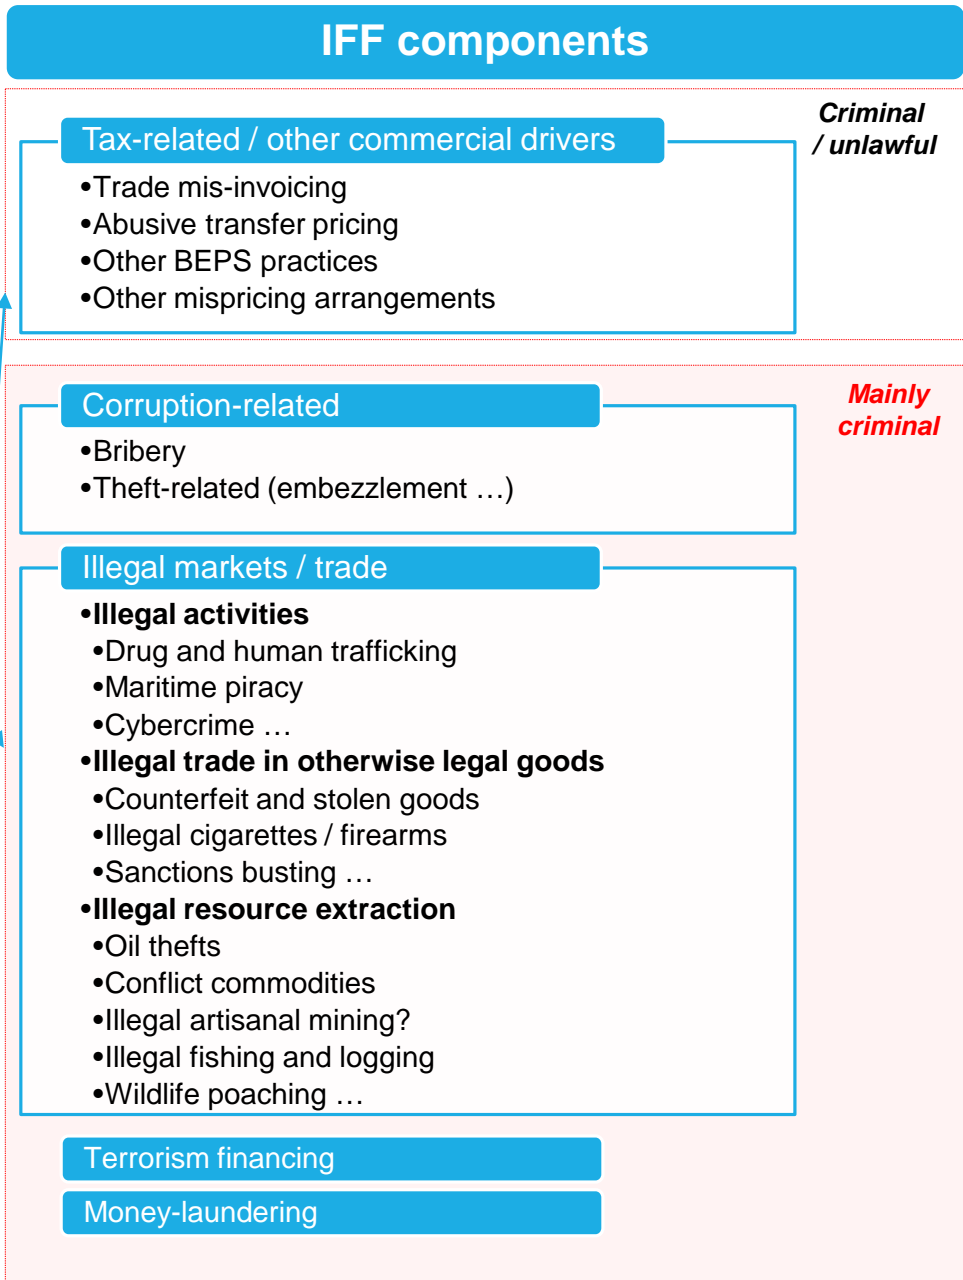 IFF components
Criminal
/ unlawful
Tax-related / other commercial drivers
•Trade mis-invoicing
•Abusive transfer pricing
•Other BEPS practices
•Other mispricing arrangements
Mainly
criminal
Corruption-related
•Bribery
•Theft-related (embezzlement …)
Illegal markets / trade
•Illegal activities
•Drug and human trafficking
•Maritime piracy
•Cybercrime …
•Illegal trade in otherwise legal goods
•Counterfeit and stolen goods
•Illegal cigarettes / firearms
•Sanctions busting …
•Illegal resource extraction
•Oil thefts
•Conflict commodities
•Illegal artisanal mining?
•Illegal fishing and logging
•Wildlife poaching …
Terrorism financing
Money-laundering